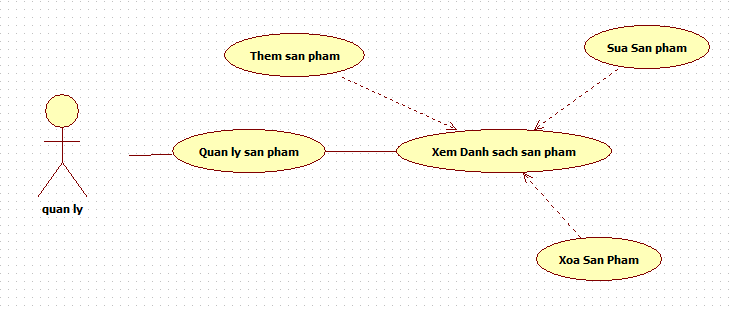 Them san pham
Sua San pham
Quan ly san pham
Xem Danh sach san pham
quan ly
Xoa San Pham